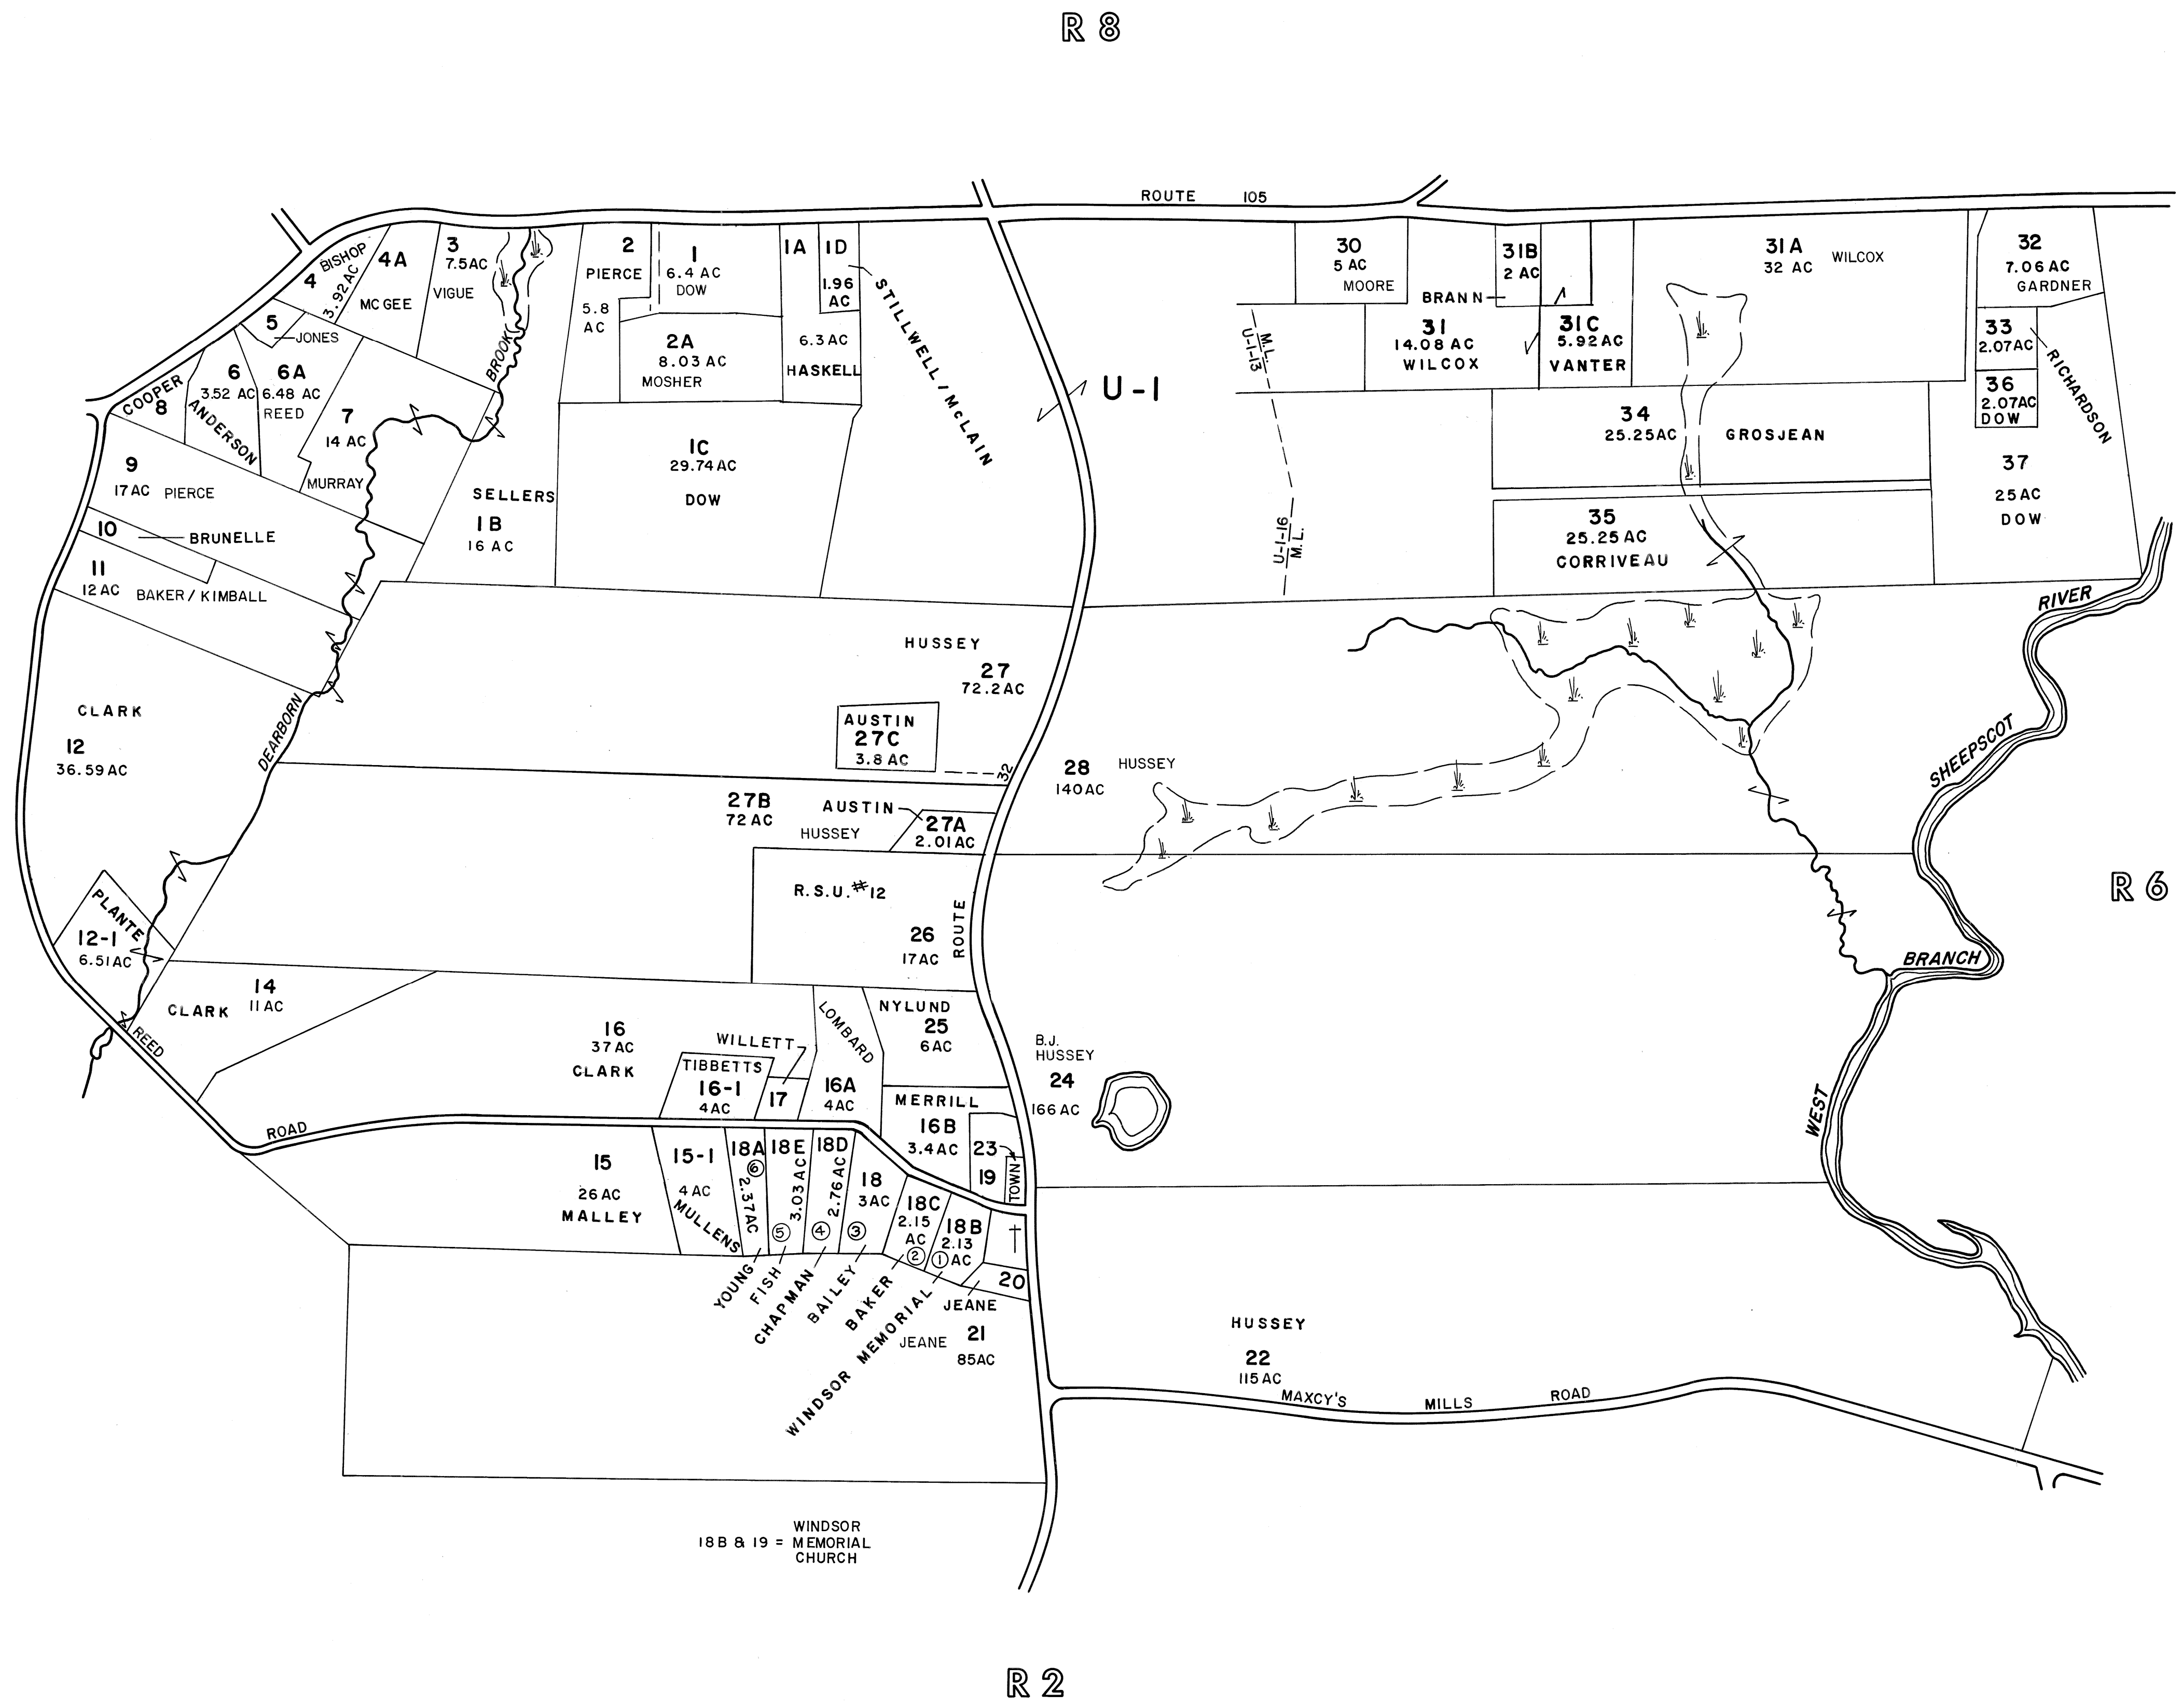 R 8
ROUTE 105
4
BISHOP
3.92 AC
4A
MC GEE
3
7.5 AC
VIGUE
BROOK
2
PIERCE
5.8
AC
1
6.4 AC
DOW
1A
6.3 AC
HASKELL
1D
1.96
AC
STILLWELL / McLAIN
2A
8.03 AC
MOSHER
5
JONES
COOPER
8
6
3.52 AC
ANDERSON
6A
6.48 AC
REED
7
14 AC
MURRAY
9
17 AC PIERCE
10
BRUNELLE
11
12 AC
BAKER / KIMBALL
SELLERS
1B
16 AC
1C
29.74 AC
DOW
U-1
M.L.
U-1-13
U-1-16
M.L.
30
5 AC
MOORE
31B
2 AC
BRANN
31
14.08 AC
WILCOX
31C
5.92 AC
VANTER
31A
32 AC
WILCOX
32
7.06 AC
GARDNER
33
2.07AC
RICHARDSON
36
2.07AC
DOW
34
25.25AC
GROSJEAN
35
25.25 AC
CORRIVEAU
37
25 AC
DOW
RIVER
SHEEPSCOT
BRANCH
WEST
R 6
HUSSEY
27
72.2 AC
AUSTIN
27C
3.8 AC
32
CLARK
12
36.59 AC
DEARBORN
27B
72 AC
HUSSEY
AUSTIN
27A
2.01 AC
28
140 AC
HUSSEY
R.S.U. #12
26
17 AC
ROUTE
PLANTE
12-1
6.51 AC
REED
CLARK
14
11 AC
16
37 AC
CLARK
WILLETT
TIBBETTS
16-1
4AC
17
LOMBARD
16A
4AC
NYLUND
25
6 AC
MERRILL
16B
3.4 AC
23
19
TOWN
B.J.
HUSSEY
24
166 AC
ROAD
15
26 AC
MALLEY
15-1
4 AC
MULLENS
18A
6
2.37 AC
18E
3.03 AC
5
18D
2.76 AC
4
18
3AC
3
18C
2.15
AC
2
18B
2.13
AC
1
YOUNG
FISH
CHAPMAN
BAILEY
BAKER
WINDSOR MEMORIAL
20
JEANE
JEANE
21
85AC
HUSSEY
22
115 AC
MAXCY'S MILLS ROAD
18B & 19 = WINDSOR
MEMORIAL
CHURCH
R 2